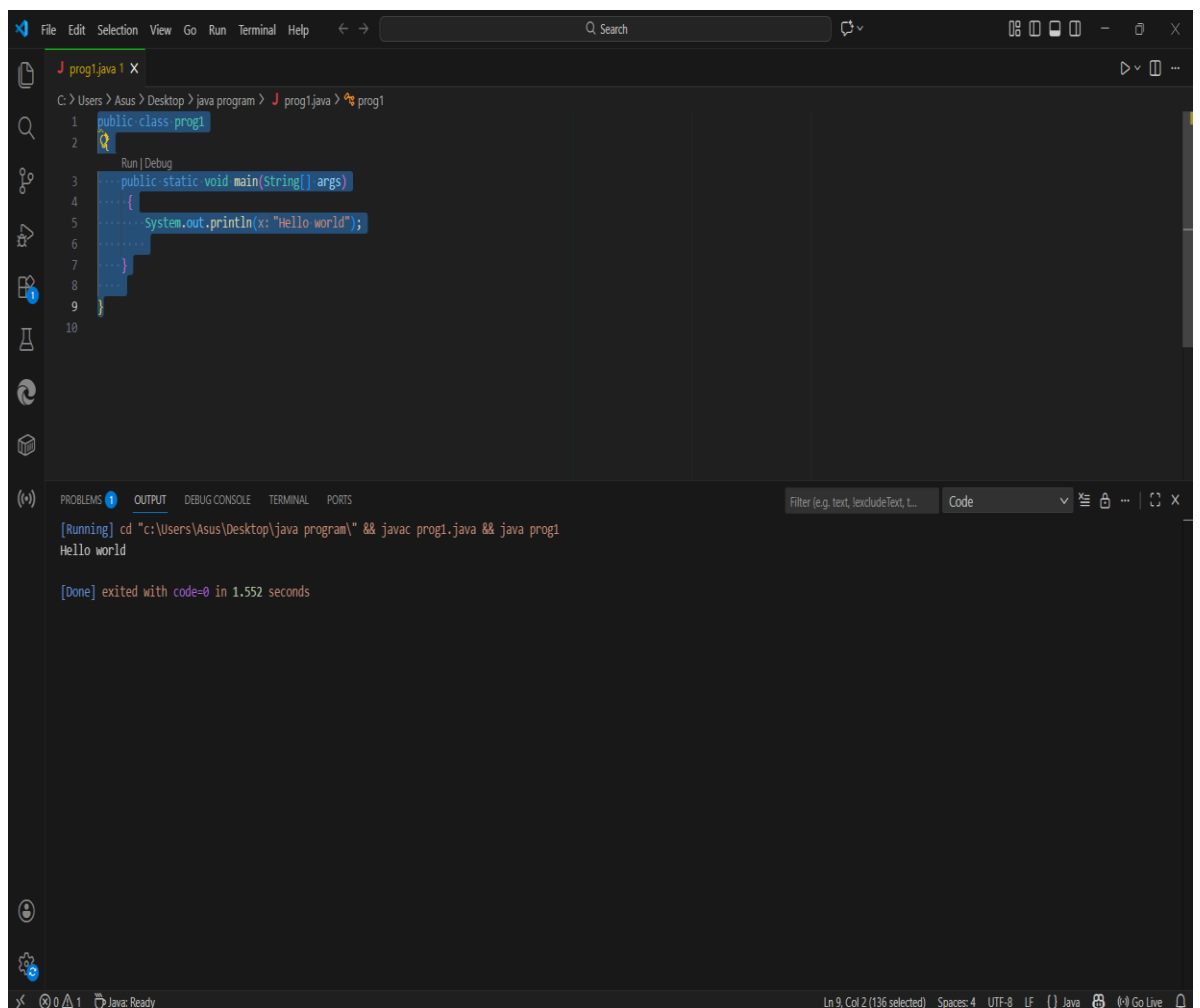 File Edit Selection View Go Run Terminal Help
Search
J prog1.java 1 X
C: > Users > Asus > Desktop > java program > J prog1.java > prog1
1 public class prog1
2
Run | Debug
3 public static void main(String[] args)
4 {
5 System.out.println(x: "Hello world");
6
7 }
8
9 }
10
1
PROBLEMS 1 OUTPUT DEBUG CONSOLE TERMINAL PORTS
Filter (e.g. text, !excludeText, t...
Code
[Running] cd "c:\Users\Asus\Desktop\java program\" && javac prog1.java && java prog1
Hello world
[Done] exited with code=0 in 1.552 seconds
0 1 Java: Ready
Ln 9, Col 2 (136 selected) Spaces: 4 UTF-8 LF {} Java Go Live